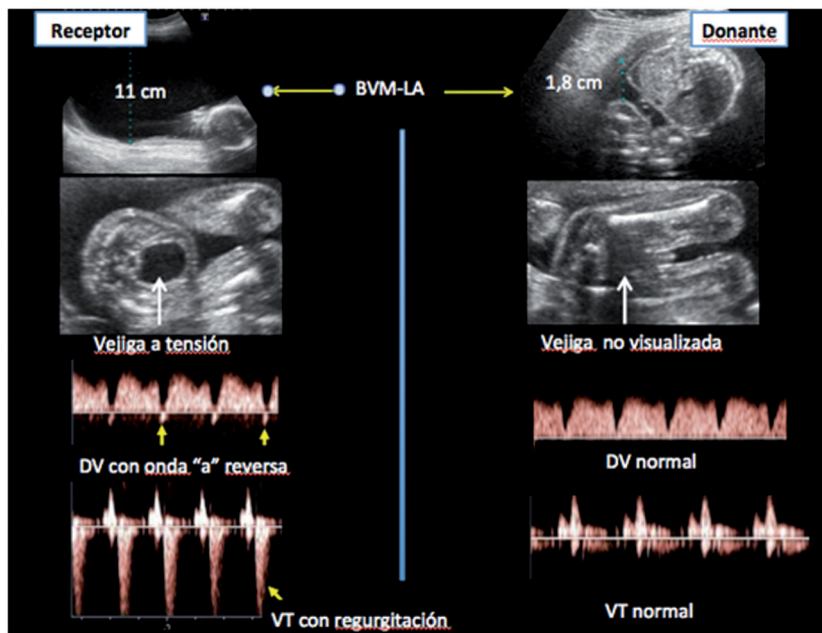 Receptor
Donante
11 cm
BVM-LA
1,8 cm
Vejiga a tensión
Vejiga no visualizada
DV con onda “a” reversa
DV normal
VT con regurgitación
VT normal